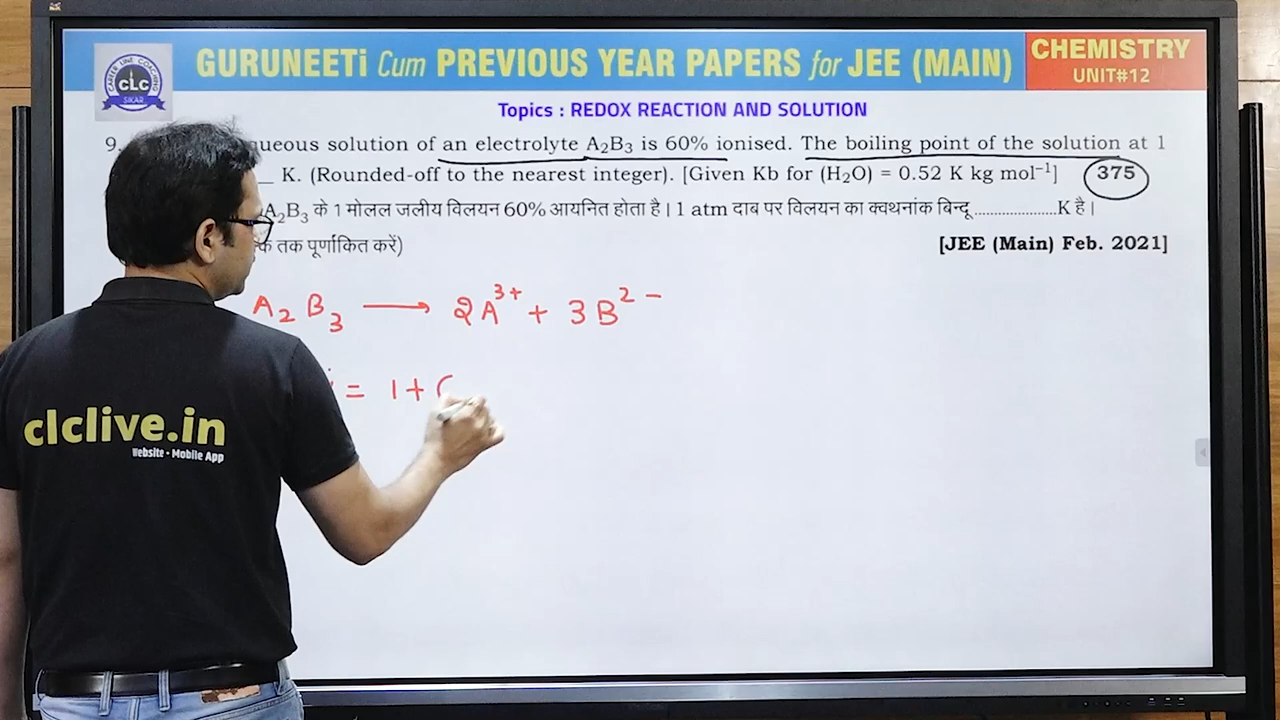 GURUNEETi Cum PREVIOUS YEAR PAPERS for JEE (MAIN)
CHEMISTRY
UNIT#12
CLC
SIKAR
Topics : REDOX REACTION AND SOLUTION
9. queous solution of an electrolyte A₂B₃ is 60% ionised. The boiling point of the solution at 1
_ K. (Rounded-off to the nearest integer). [Given Kb for (H₂O) = 0.52 K kg mol⁻¹] 375
A₂B₃ के 1 मोलल जलीय विलयन 60% आयनित होता है। 1 atm दाब पर विलयन का क्वथनांक बिन्दू ....................K है।
क तक पूर्णांकित करें)
[JEE (Main) Feb. 2021]
A₂B₃ → 2A³⁺ + 3B²⁻
i = 1 + (
clclive.in
Website • Mobile App